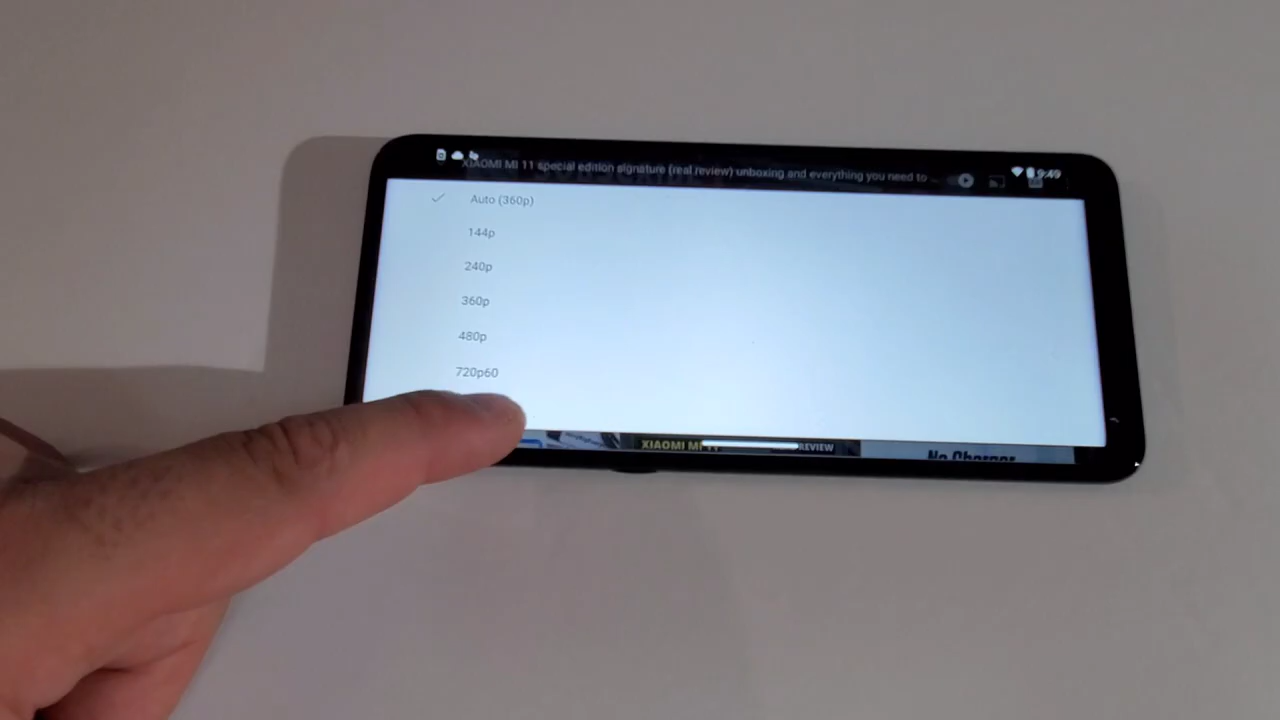 XIAOMI MI 11 special edition signature (real review) unboxing and everything you need to ...
9:49
Auto (360p)
144p
240p
360p
480p
720p60
XIAOMI MI 11
REVIEW
No Charger